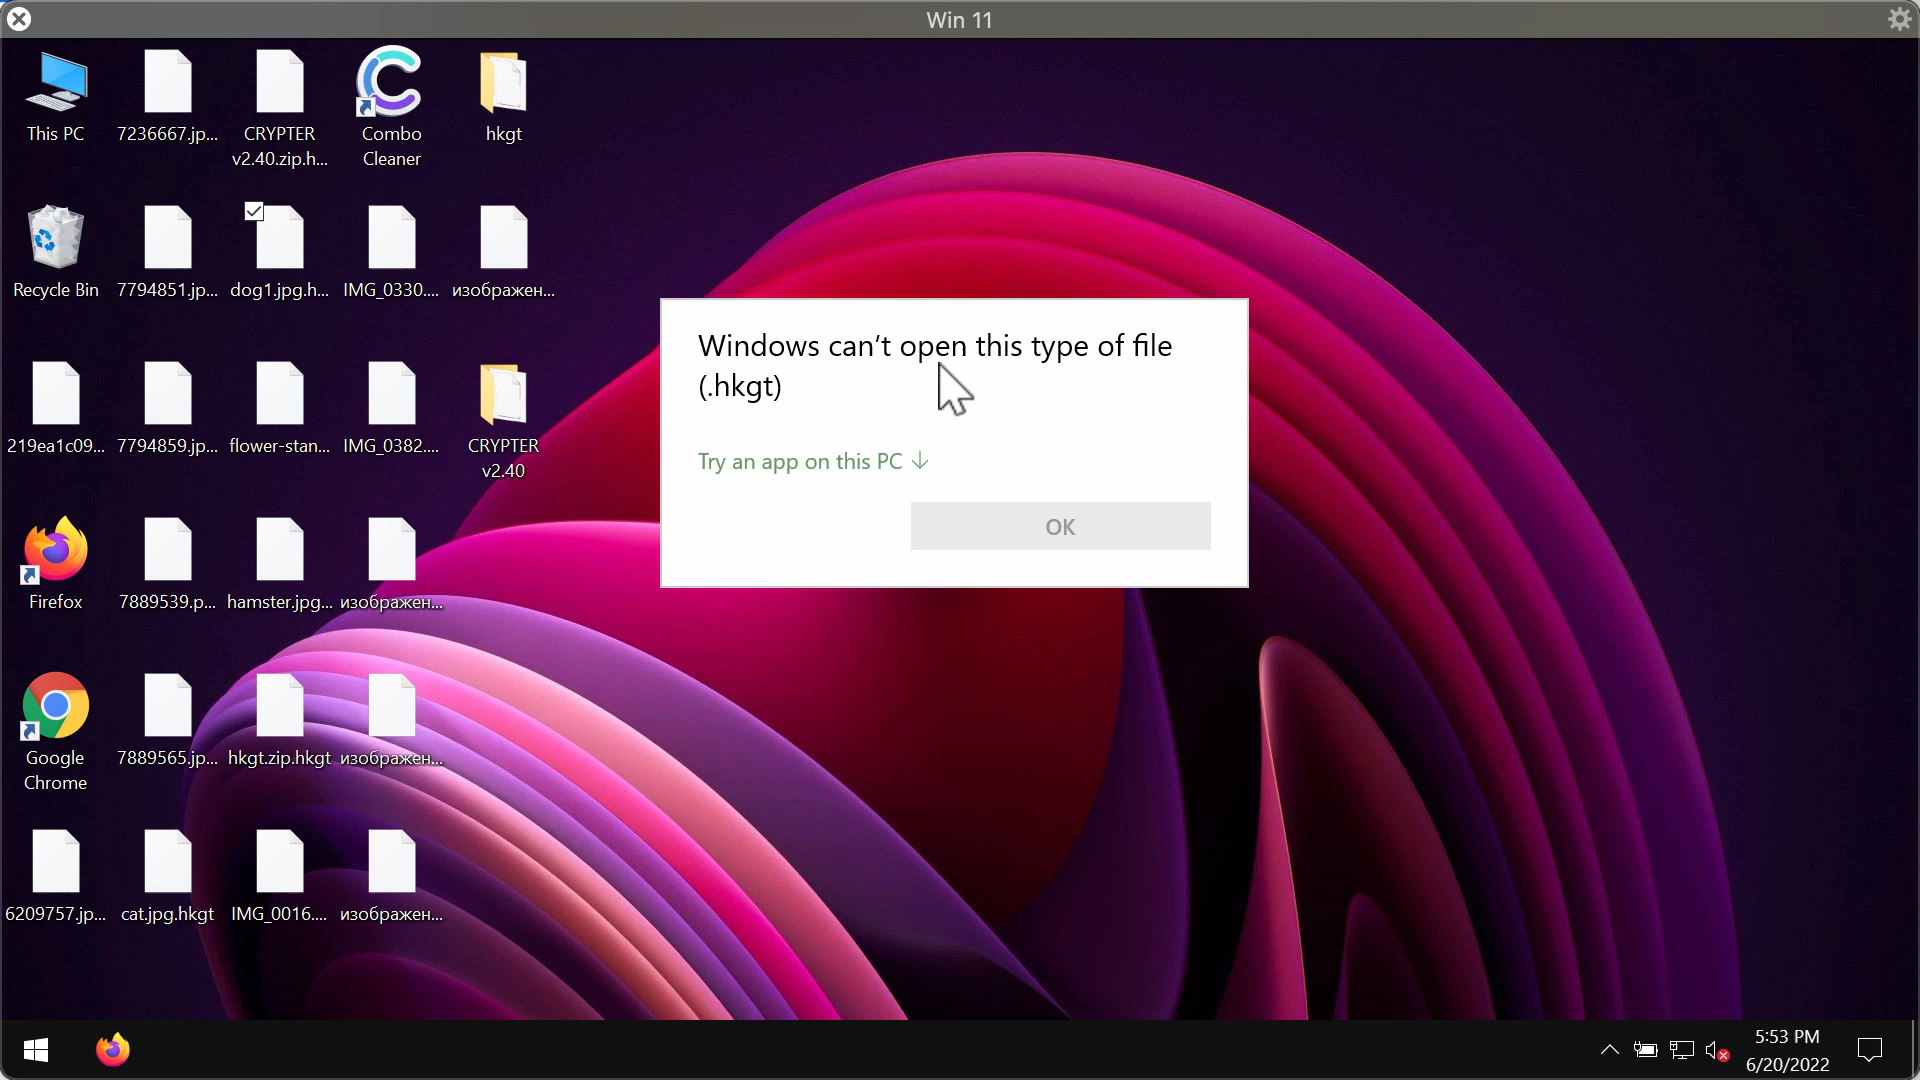 Win 11
This PC
7236667.jp...
CRYPTER
v2.40.zip.h...
Combo
Cleaner
hkgt
Recycle Bin
7794851.jp...
dog1.jpg.h...
IMG_0330....
изображен...
219ea1c09...
7794859.jp...
flower-stan...
IMG_0382....
CRYPTER
v2.40
Windows can't open this type of file
(.hkgt)
Try an app on this PC
OK
Firefox
7889539.p...
hamster.jpg...
изображен...
Google
Chrome
7889565.jp...
hkgt.zip.hkgt
изображен...
6209757.jp...
cat.jpg.hkgt
IMG_0016....
изображен...
5:53 PM
6/20/2022